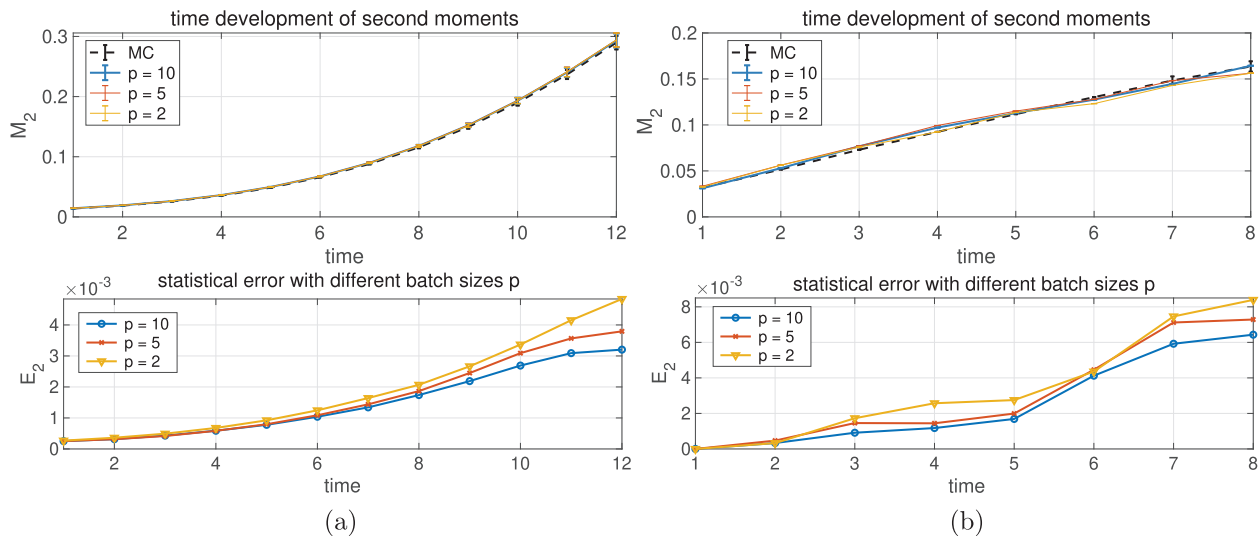 time development of second moments
0.3
0.2
0.1
0
M2
MC
p = 10
p = 5
p = 2
2 4 6 8 10 12
time
statistical error with different batch sizes p
×10-3
4
3
2
1
0
E2
p = 10
p = 5
p = 2
2 4 6 8 10 12
time
(a)
time development of second moments
0.2
0.15
0.1
0.05
0
M2
MC
p = 10
p = 5
p = 2
1 2 3 4 5 6 7 8
time
statistical error with different batch sizes p
×10-3
8
6
4
2
0
E2
p = 10
p = 5
p = 2
1 2 3 4 5 6 7 8
time
(b)